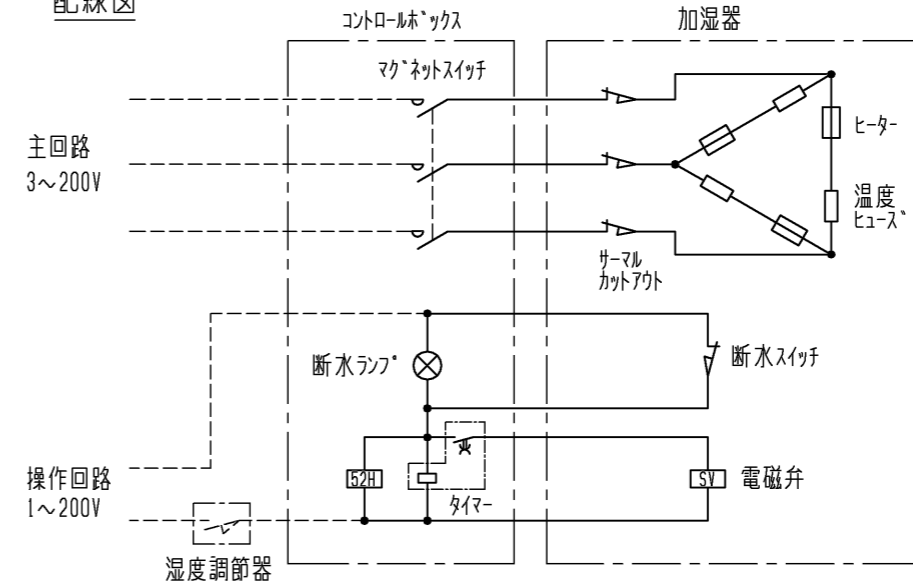 配線図
コントロールボックス
加湿器
マグネットスイッチ
主回路
3～200V
ヒーター
温度
ヒューズ
サーマル
カットアウト
断水ランプ
断水スイッチ
操作回路
1～200V
52H
タイマー
SV
電磁弁
湿度調節器